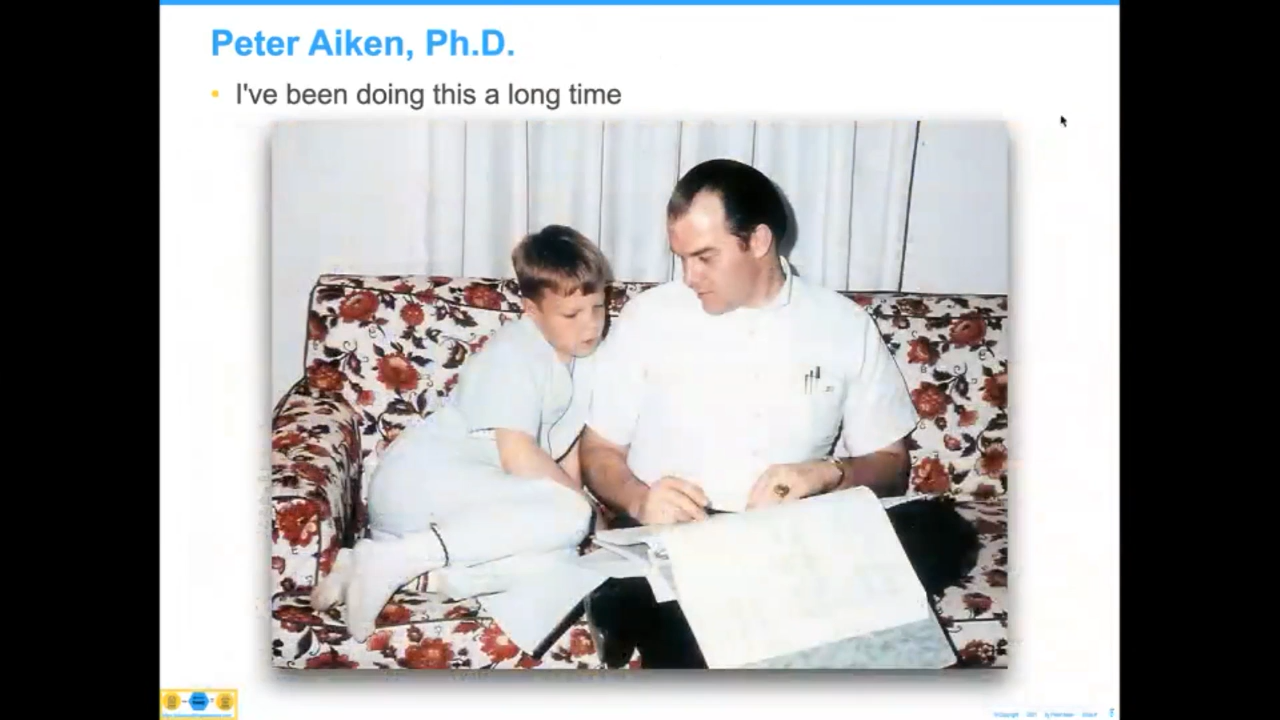 Peter Aiken, Ph.D.
• I've been doing this a long time